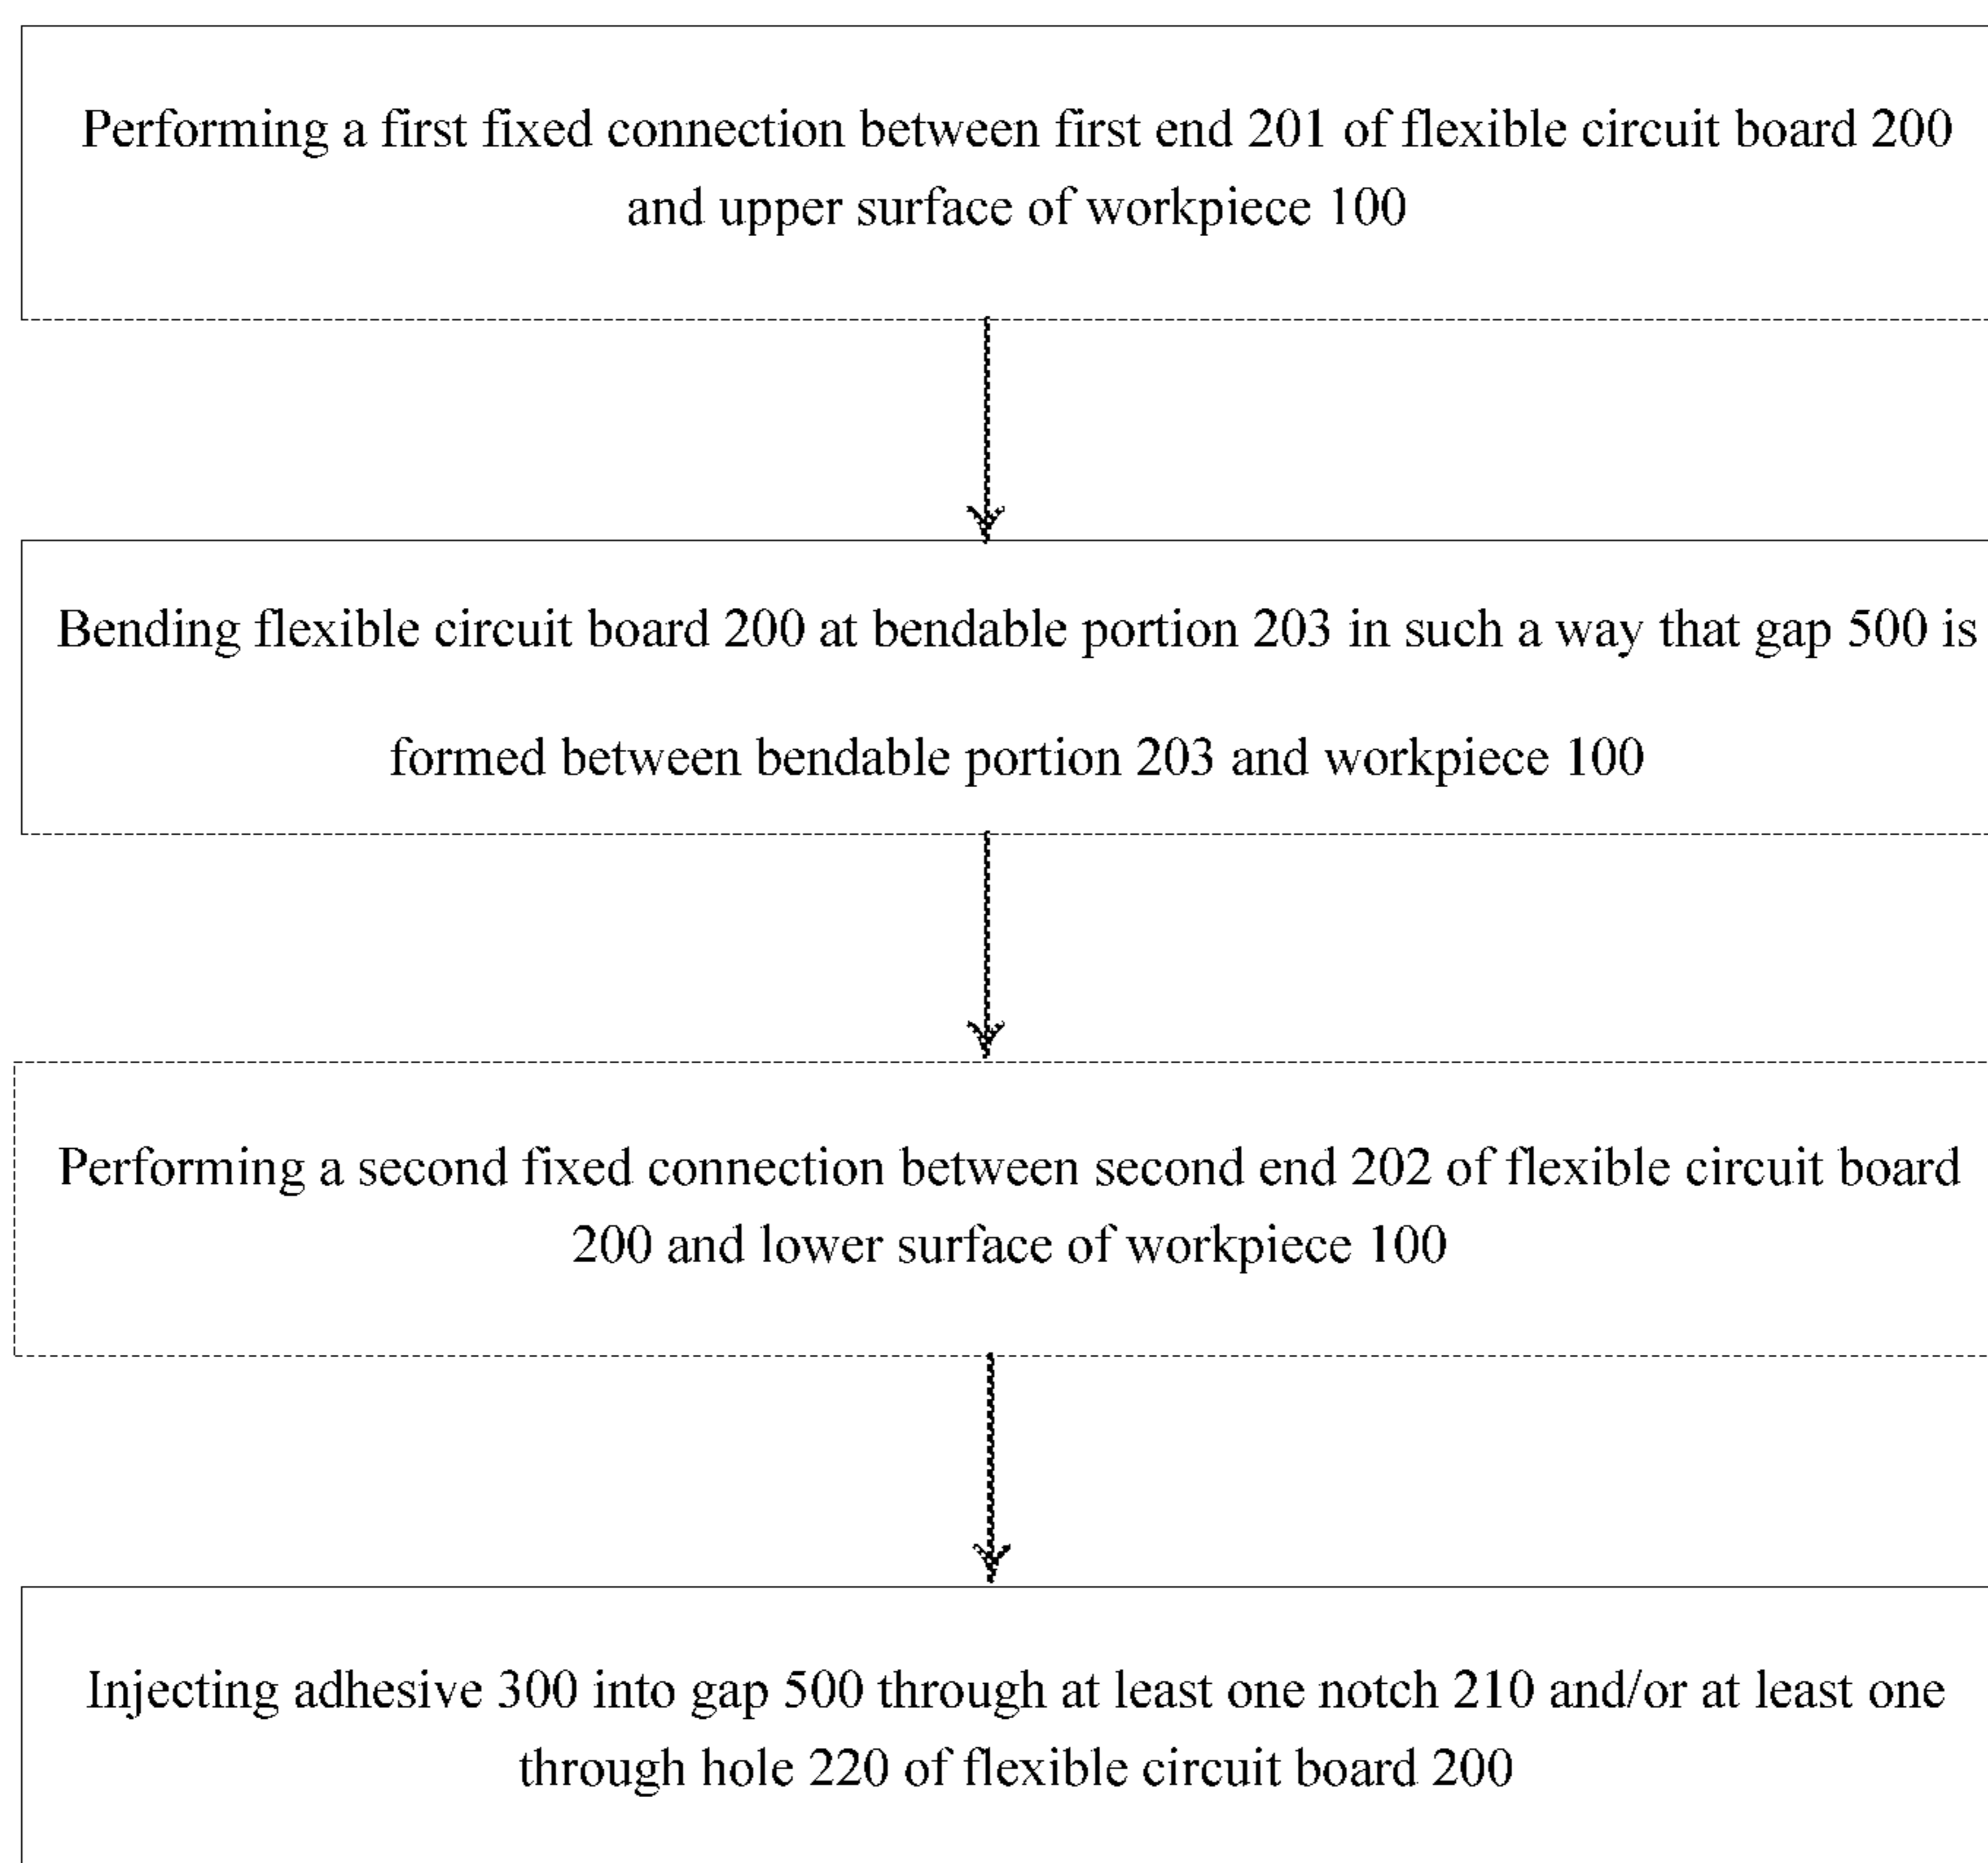 Performing a first fixed connection between first end 201 of flexible circuit board 200
and upper surface of workpiece 100
Bending flexible circuit board 200 at bendable portion 203 in such a way that gap 500 is
formed between bendable portion 203 and workpiece 100
Performing a second fixed connection between second end 202 of flexible circuit board
200 and lower surface of workpiece 100
Injecting adhesive 300 into gap 500 through at least one notch 210 and/or at least one
through hole 220 of flexible circuit board 200